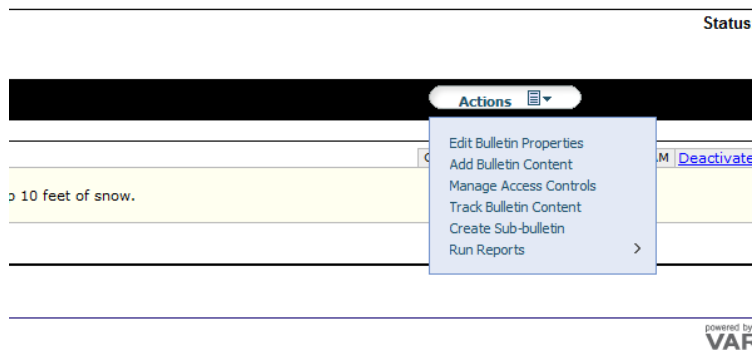 Status
Actions
Edit Bulletin Properties
AM Deactivate
Add Bulletin Content
o 10 feet of snow.
Manage Access Controls
Track Bulletin Content
Create Sub-bulletin
Run Reports
powered by